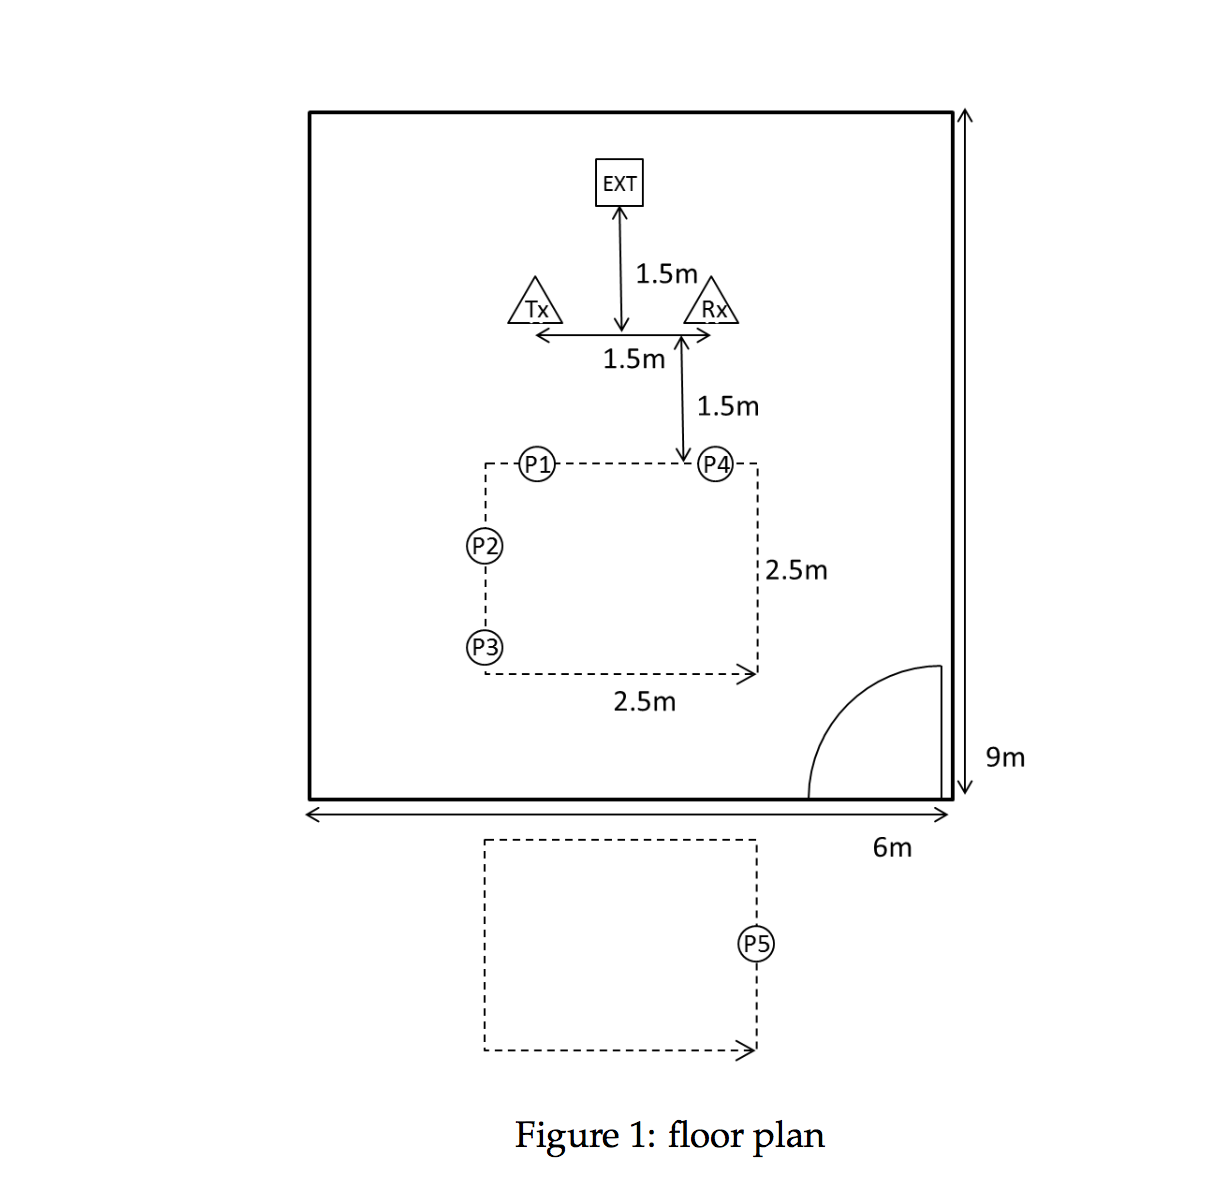 EXT
1.5m
Tx
Rx
1.5m
1.5m
P1
P4
P2
2.5m
P3
2.5m
9m
6m
P5
Figure 1: floor plan